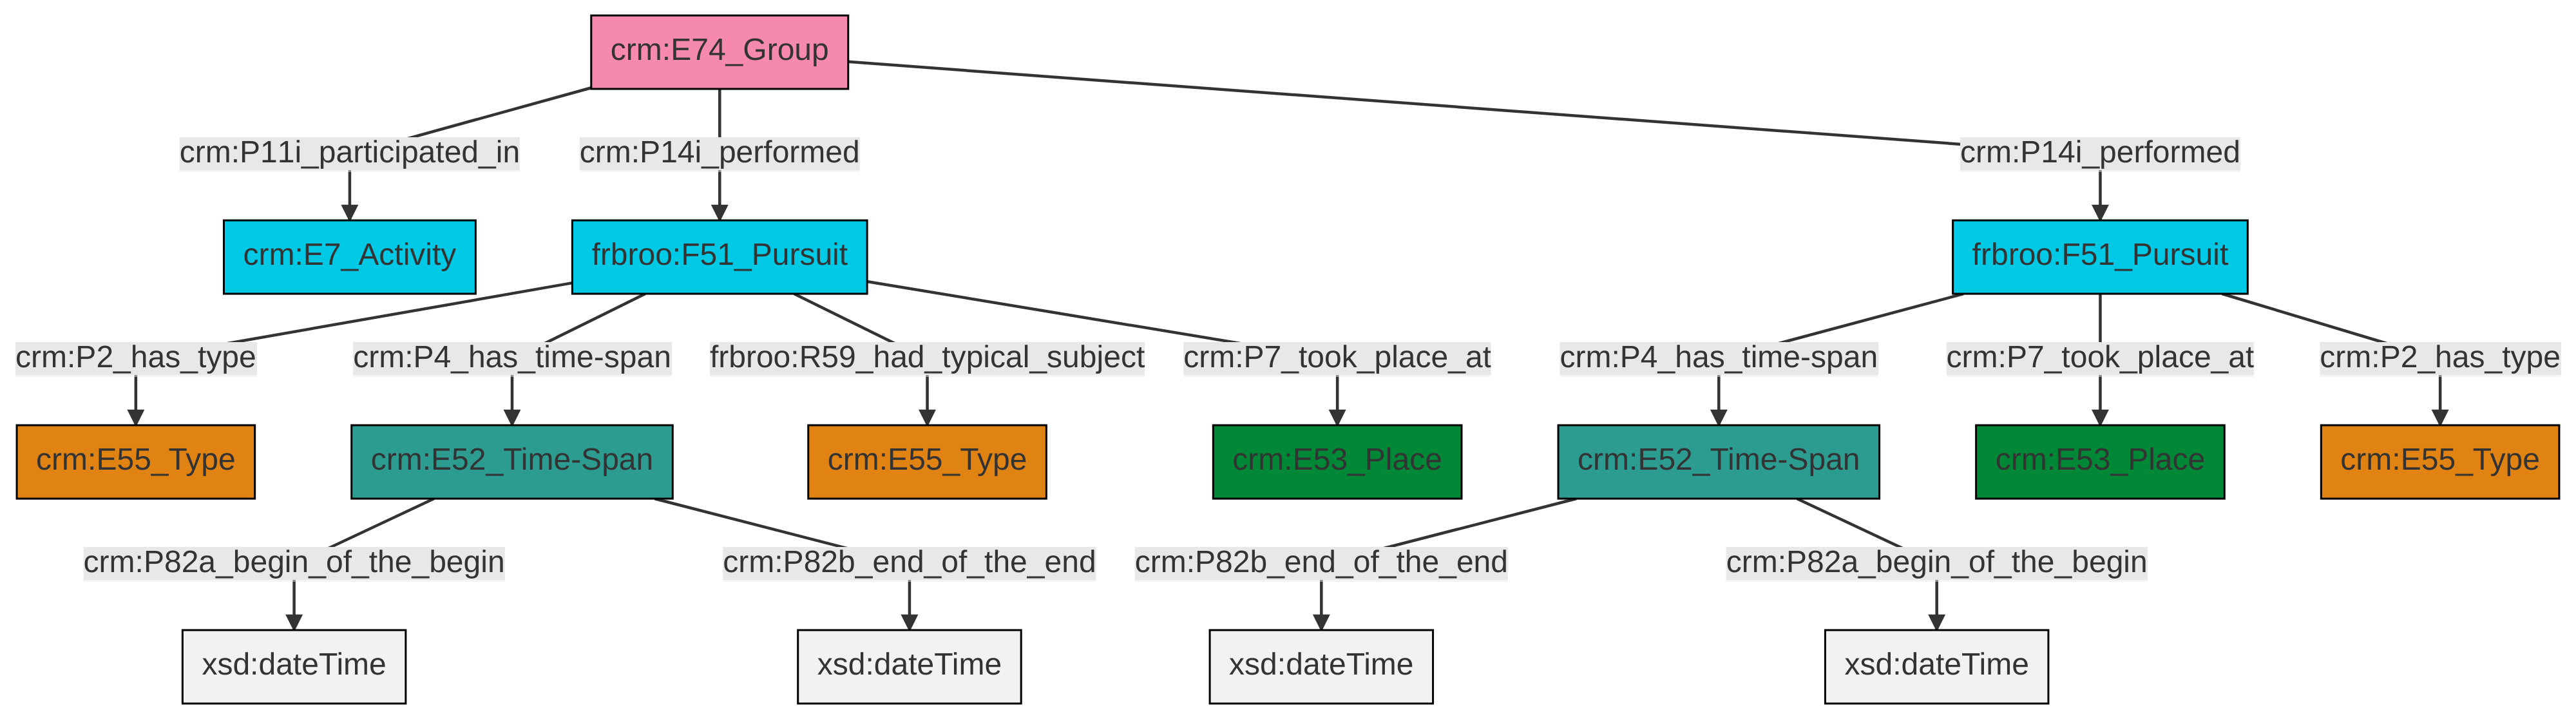 crm:E74_Group
crm:P11i_participated_in
crm:P14i_performed
crm:P14i_performed
crm:E7_Activity
frbroo:F51_Pursuit
frbroo:F51_Pursuit
crm:P2_has_type
crm:P4_has_time-span
frbroo:R59_had_typical_subject
crm:P7_took_place_at
crm:P4_has_time-span
crm:P7_took_place_at
crm:P2_has_type
crm:E55_Type
crm:E52_Time-Span
crm:E55_Type
crm:E53_Place
crm:E52_Time-Span
crm:E53_Place
crm:E55_Type
crm:P82a_begin_of_the_begin
crm:P82b_end_of_the_end
crm:P82b_end_of_the_end
crm:P82a_begin_of_the_begin
xsd:dateTime
xsd:dateTime
xsd:dateTime
xsd:dateTime